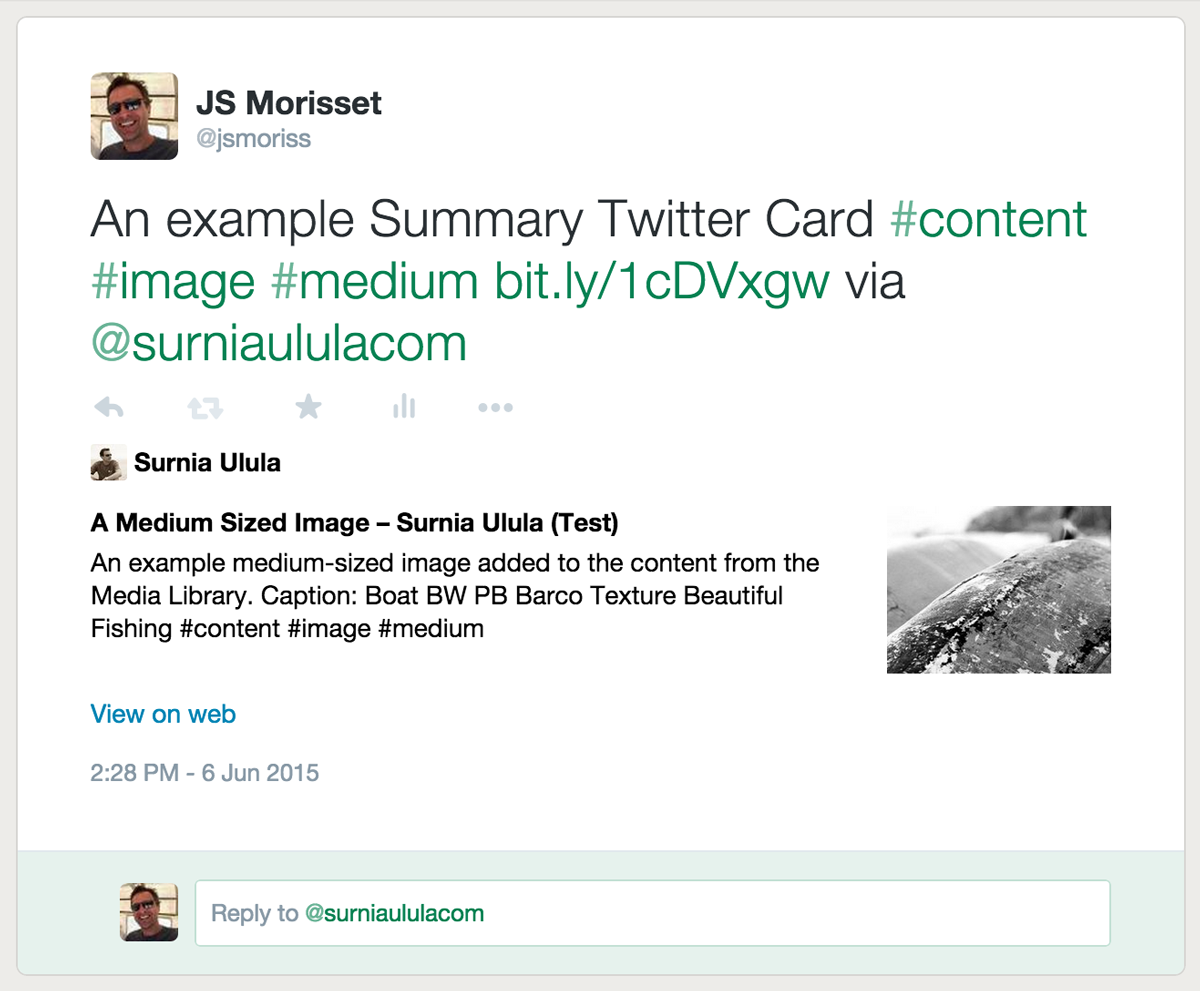 JS Morisset
@jsmoriss
An example Summary Twitter Card #content
#image #medium bit.ly/1cDVxgw via
@surniaululacom
Surnia Ulula
A Medium Sized Image – Surnia Ulula (Test)
An example medium-sized image added to the content from the
Media Library. Caption: Boat BW PB Barco Texture Beautiful
Fishing #content #image #medium
View on web
2:28 PM - 6 Jun 2015
Reply to @surniaululacom